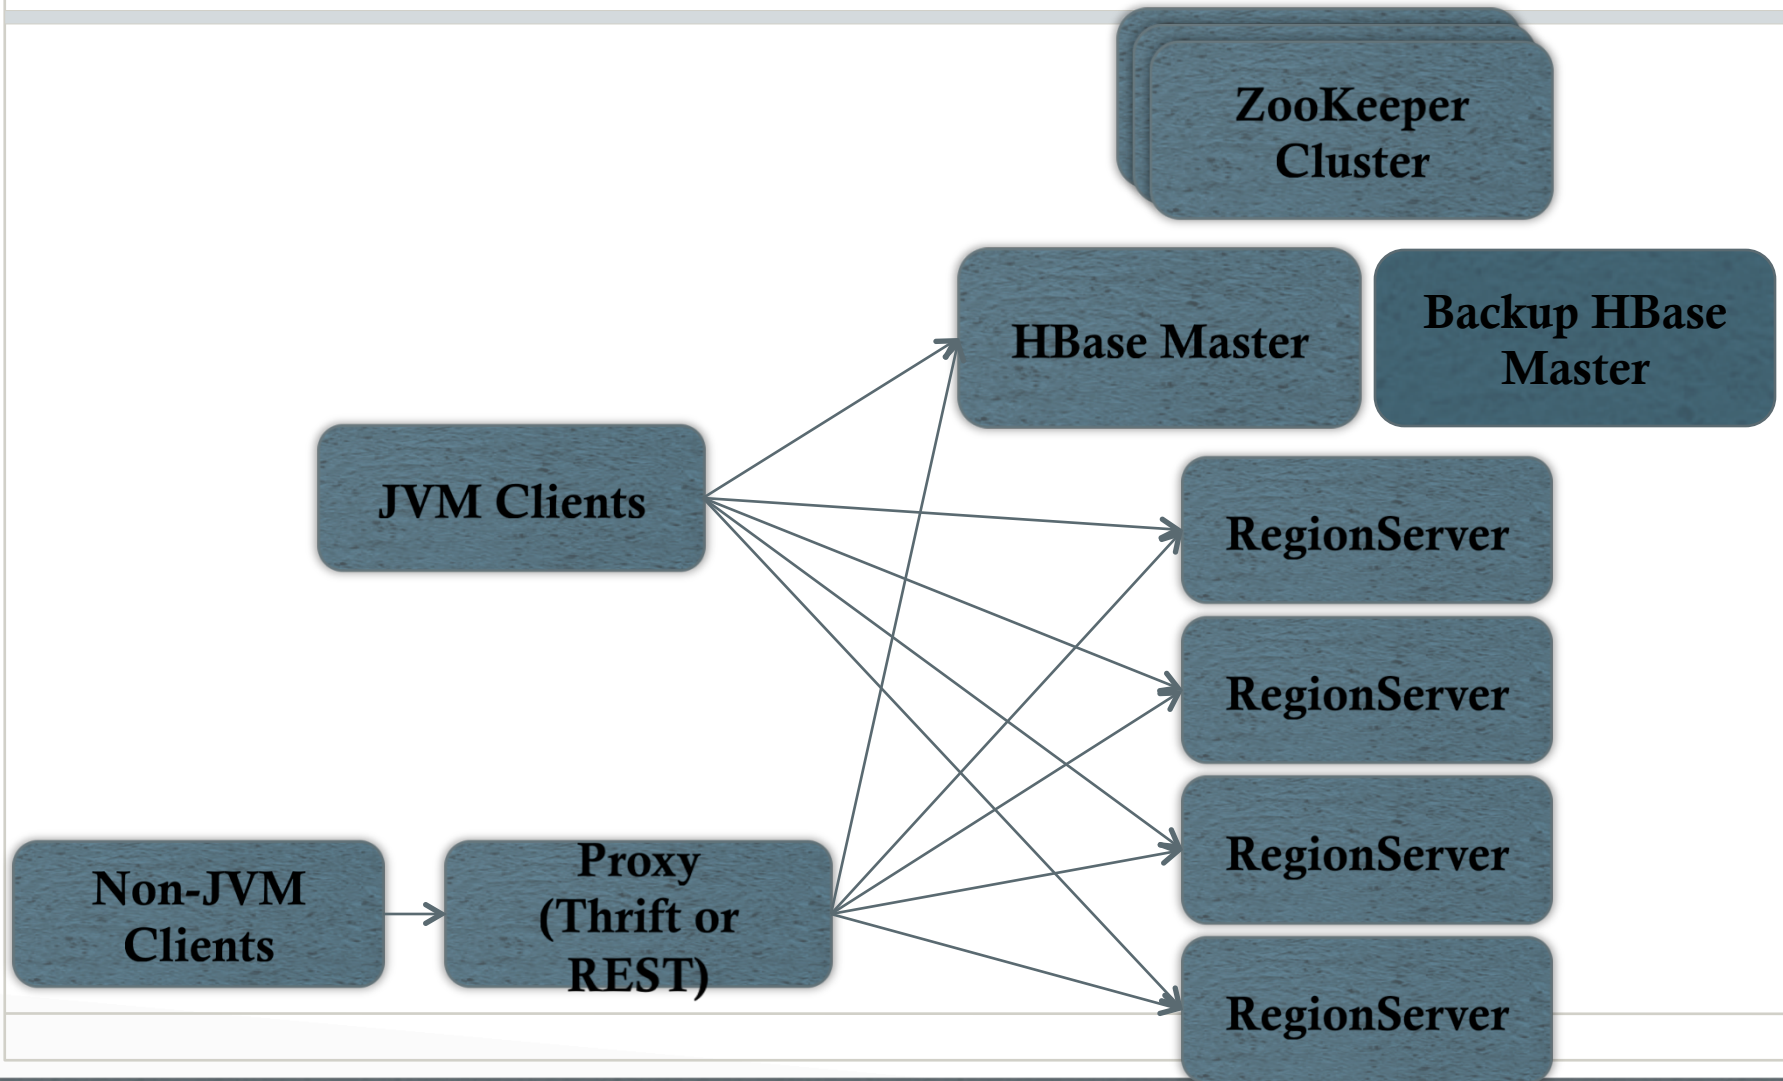 ZooKeeper
Cluster
HBase Master
Backup HBase
Master
JVM Clients
RegionServer
RegionServer
RegionServer
RegionServer
Non-JVM
Clients
Proxy
(Thrift or
REST)